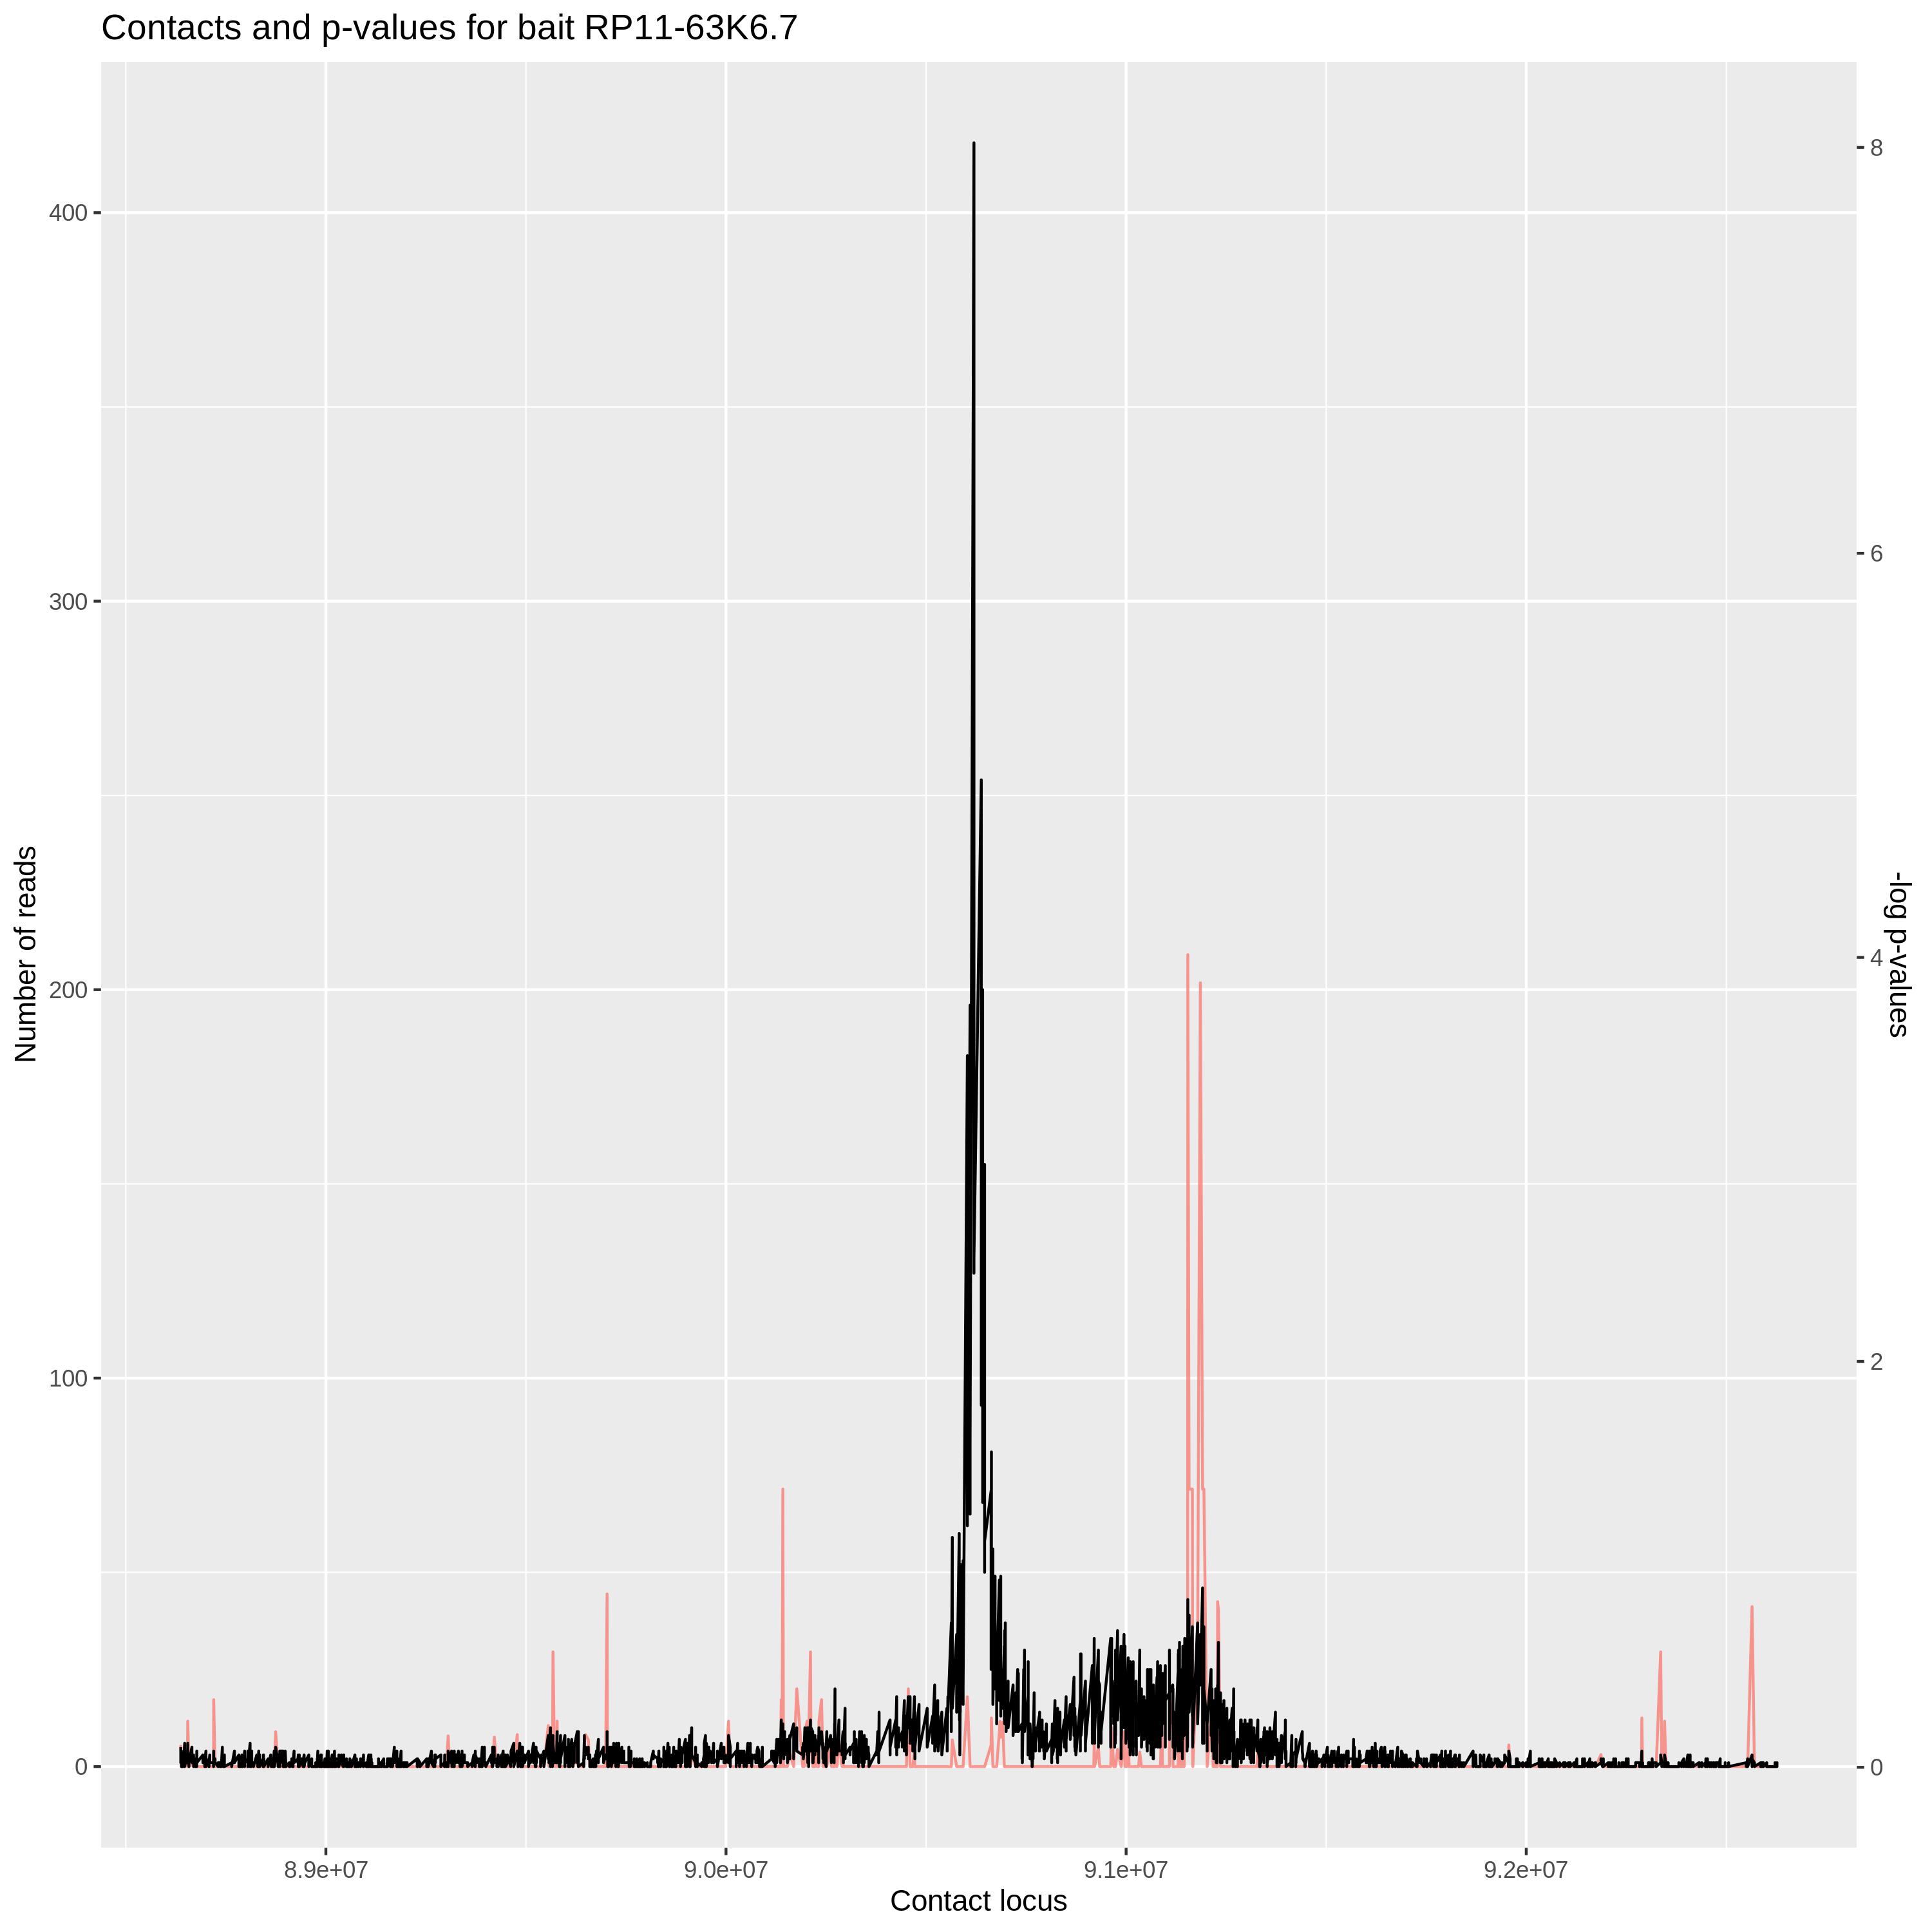 Contacts and p-values for bait RP11-63K6.7
400
300
200
100
0
8
6
4
2
0
Number of reads
-log p-values
8.9e+07
9.0e+07
9.1e+07
9.2e+07
Contact locus